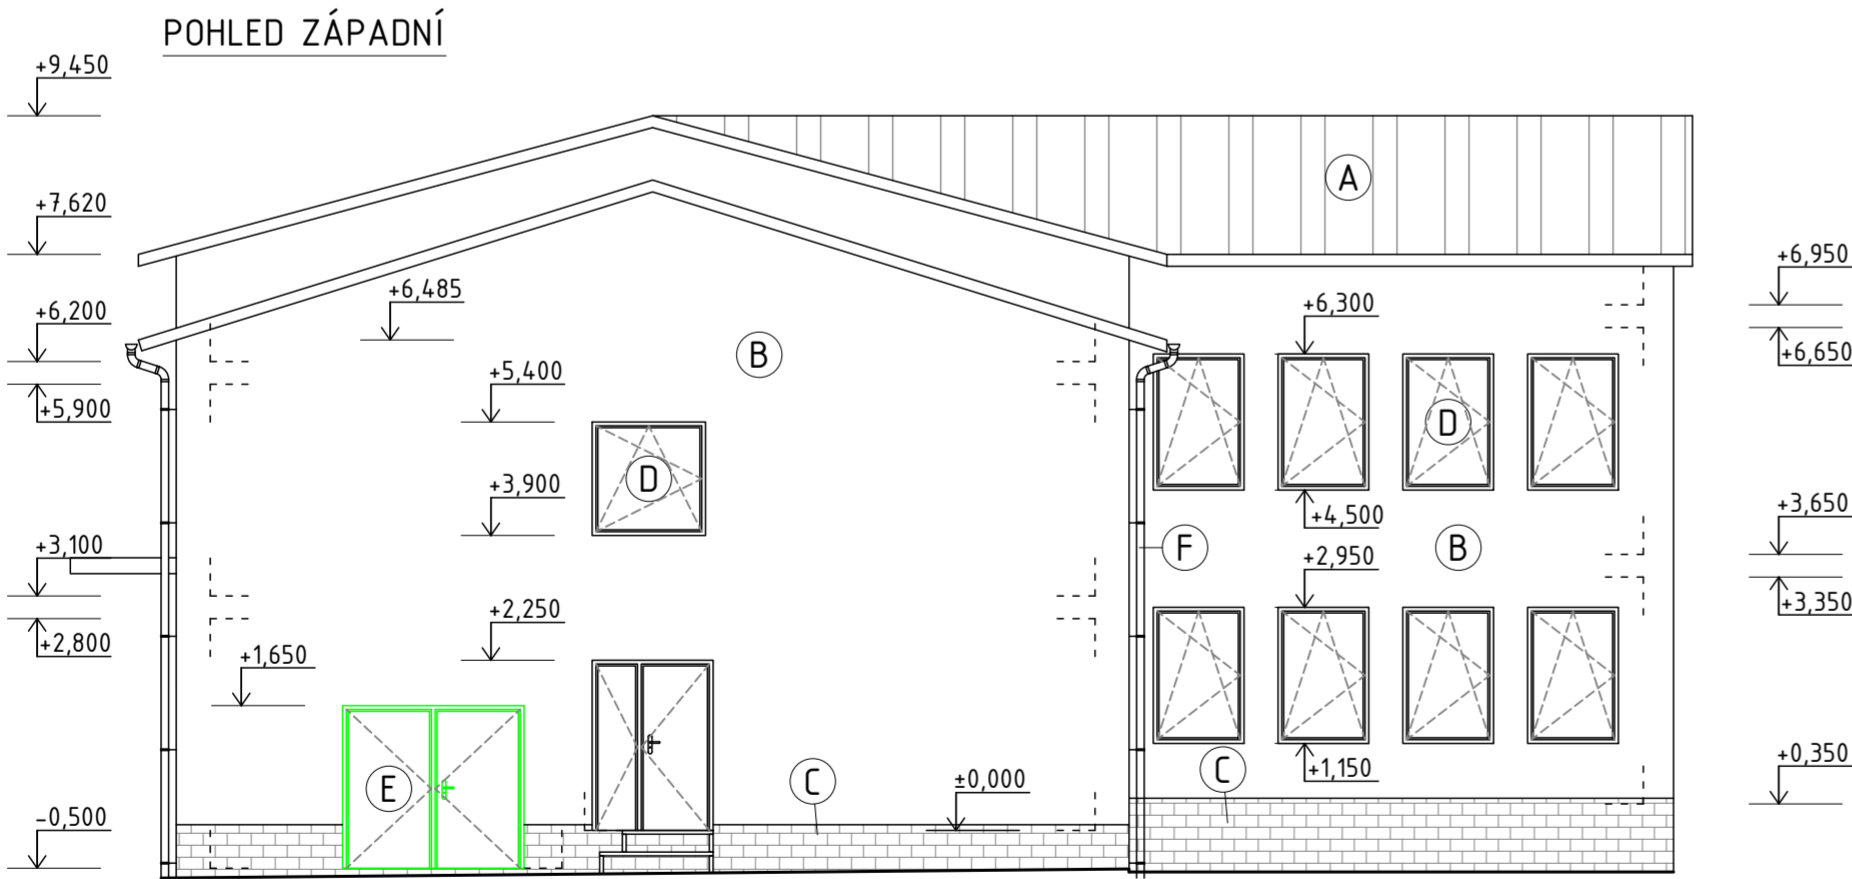 POHLED ZÁPADNÍ
+9,450
A
+7,620
+6,950
+6,485
+6,300
+6,200
B
+6,650
+5,900
+5,400
D
D
+3,900
+4,500
+3,650
+3,100
F
B
+2,950
+3,350
+2,800
+2,250
+1,650
E
C
±0,000
C
+1,150
+0,350
-0,500